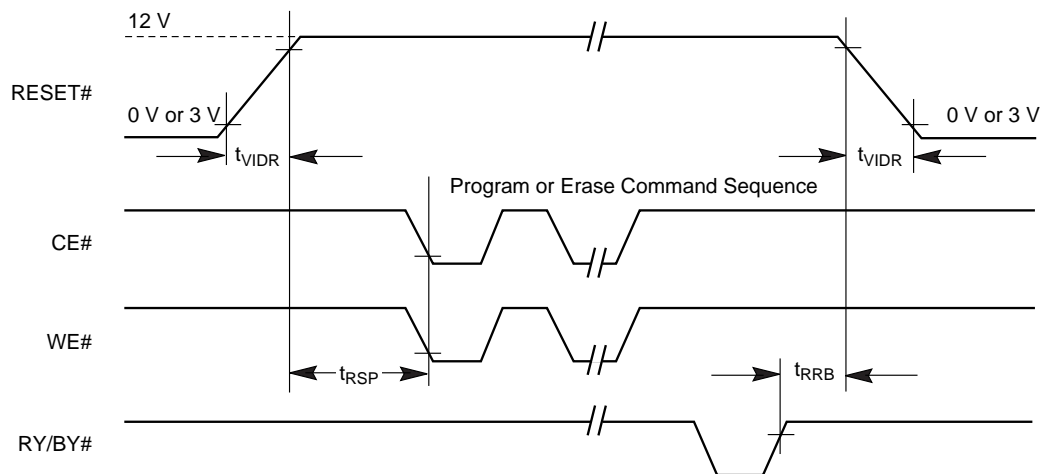 12 V
RESET#
0 V or 3 V
0 V or 3 V
tVIDR
tVIDR
Program or Erase Command Sequence
CE#
WE#
tRSP
tRRB
RY/BY#